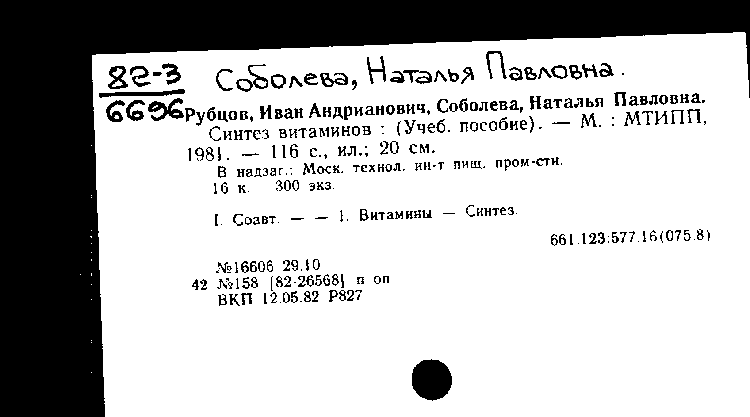 82-3
6696
Соболева, Наталья Павловна.
Рубцов, Иван Андрианович, Соболева, Наталья Павловна.
Синтез витаминов : (Учеб. пособие). — М. : МТИПП,
1981. — 116 с., ил.; 20 см.
В надзаг.: Моск. технол. ин-т пищ. пром-сти.
16 к. 300 экз.
I. Соавт. — — 1. Витамины — Синтез.
661.123:577.16(075.8)
№16606 29.10
42 №158 [82-26568] п оп
ВКП 12.05.82 Р827